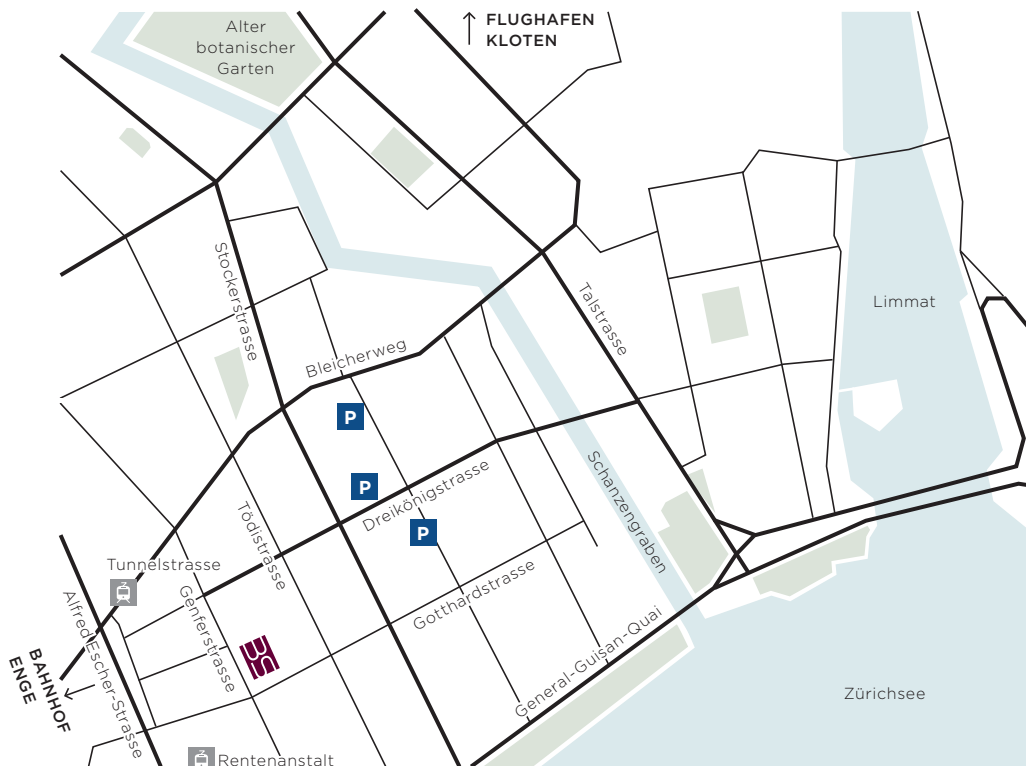 FLUGHAFEN
KLOTEN
Alter
botanischer
Garten
Stockerstrasse
Talstrasse
Limmat
Bleicherweg
P
P
Dreikönigstrasse
P
Schanzengraben
Tödistrasse
Tunnelstrasse
Gotthardstrasse
Genferstrasse
Alfred Escher-Strasse
General-Guisan-Quai
BAHNHOF
ENGE
Zürichsee
Rentenanstalt